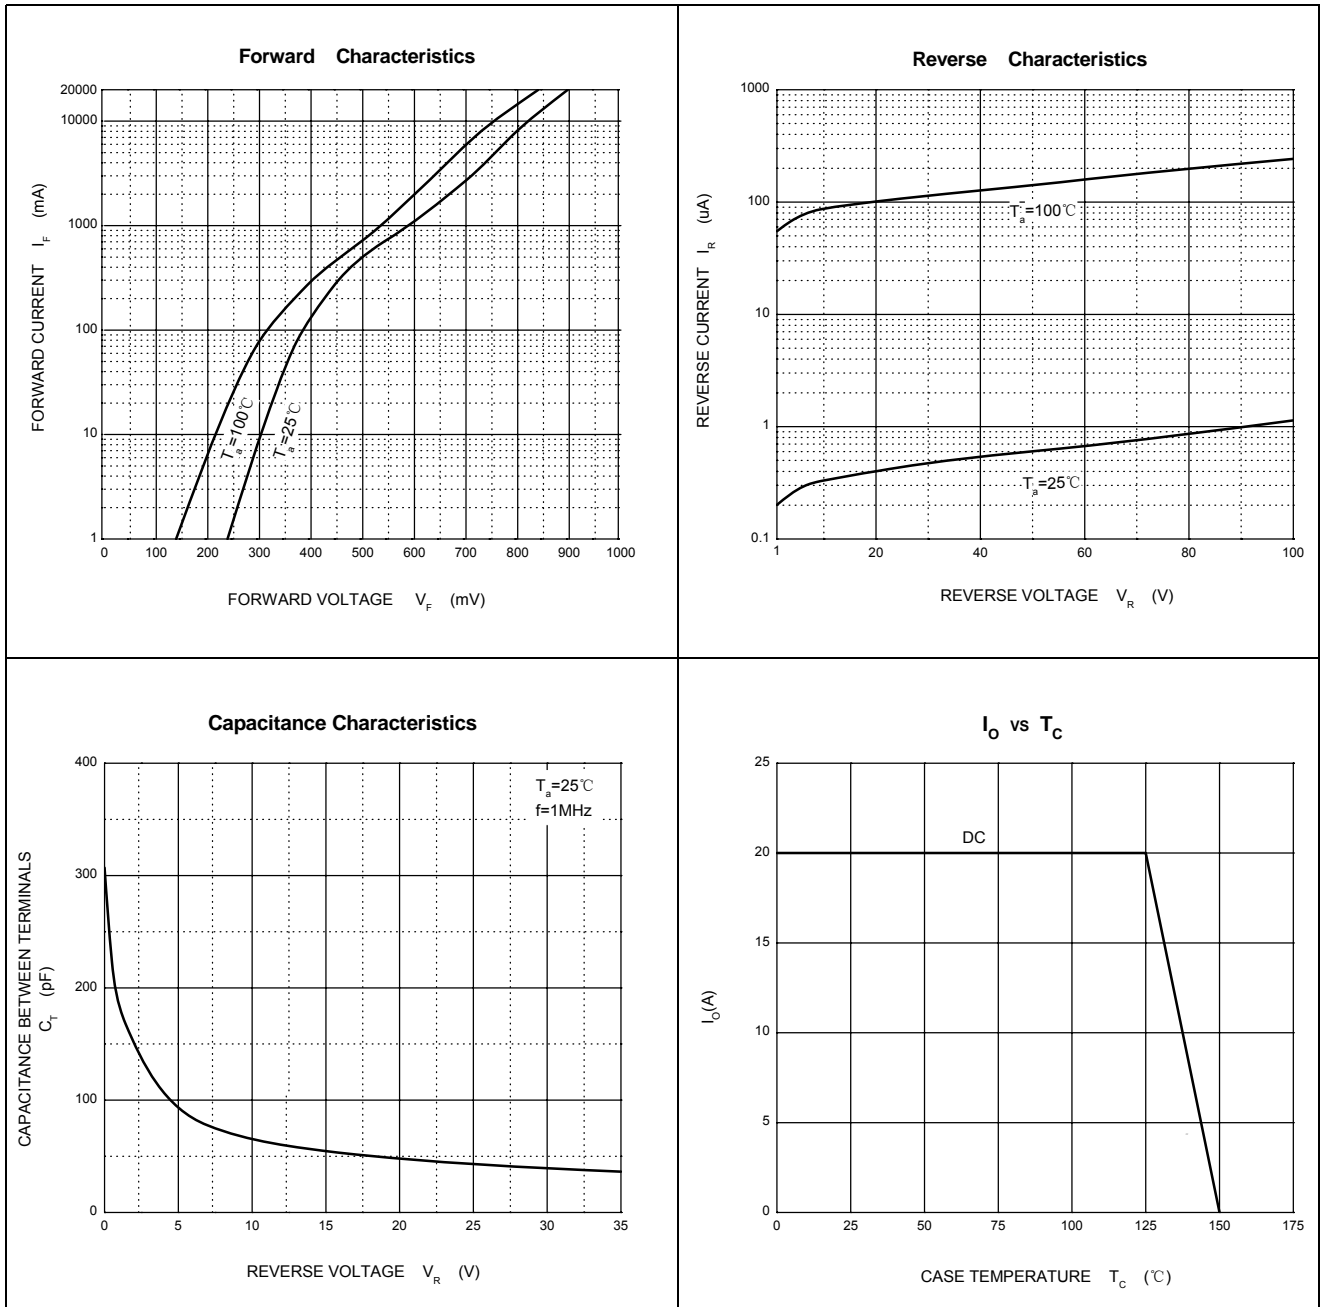 Forward Characteristics
20000
10000
1000
100
10
1
FORWARD CURRENT I_F (mA)
T_a=100℃
T_a=25℃
0 100 200 300 400 500 600 700 800 900 1000
FORWARD VOLTAGE V_F (mV)
Reverse Characteristics
1000
100
10
1
0.1
REVERSE CURRENT I_R (uA)
T_a=100℃
T_a=25℃
1 20 40 60 80 100
REVERSE VOLTAGE V_R (V)
Capacitance Characteristics
400
300
200
100
0
CAPACITANCE BETWEEN TERMINALS
C_T (pF)
T_a=25℃
f=1MHz
0 5 10 15 20 25 30 35
REVERSE VOLTAGE V_R (V)
I_O VS T_C
25
20
15
10
5
0
I_O(A)
DC
0 25 50 75 100 125 150 175
CASE TEMPERATURE T_C (℃)